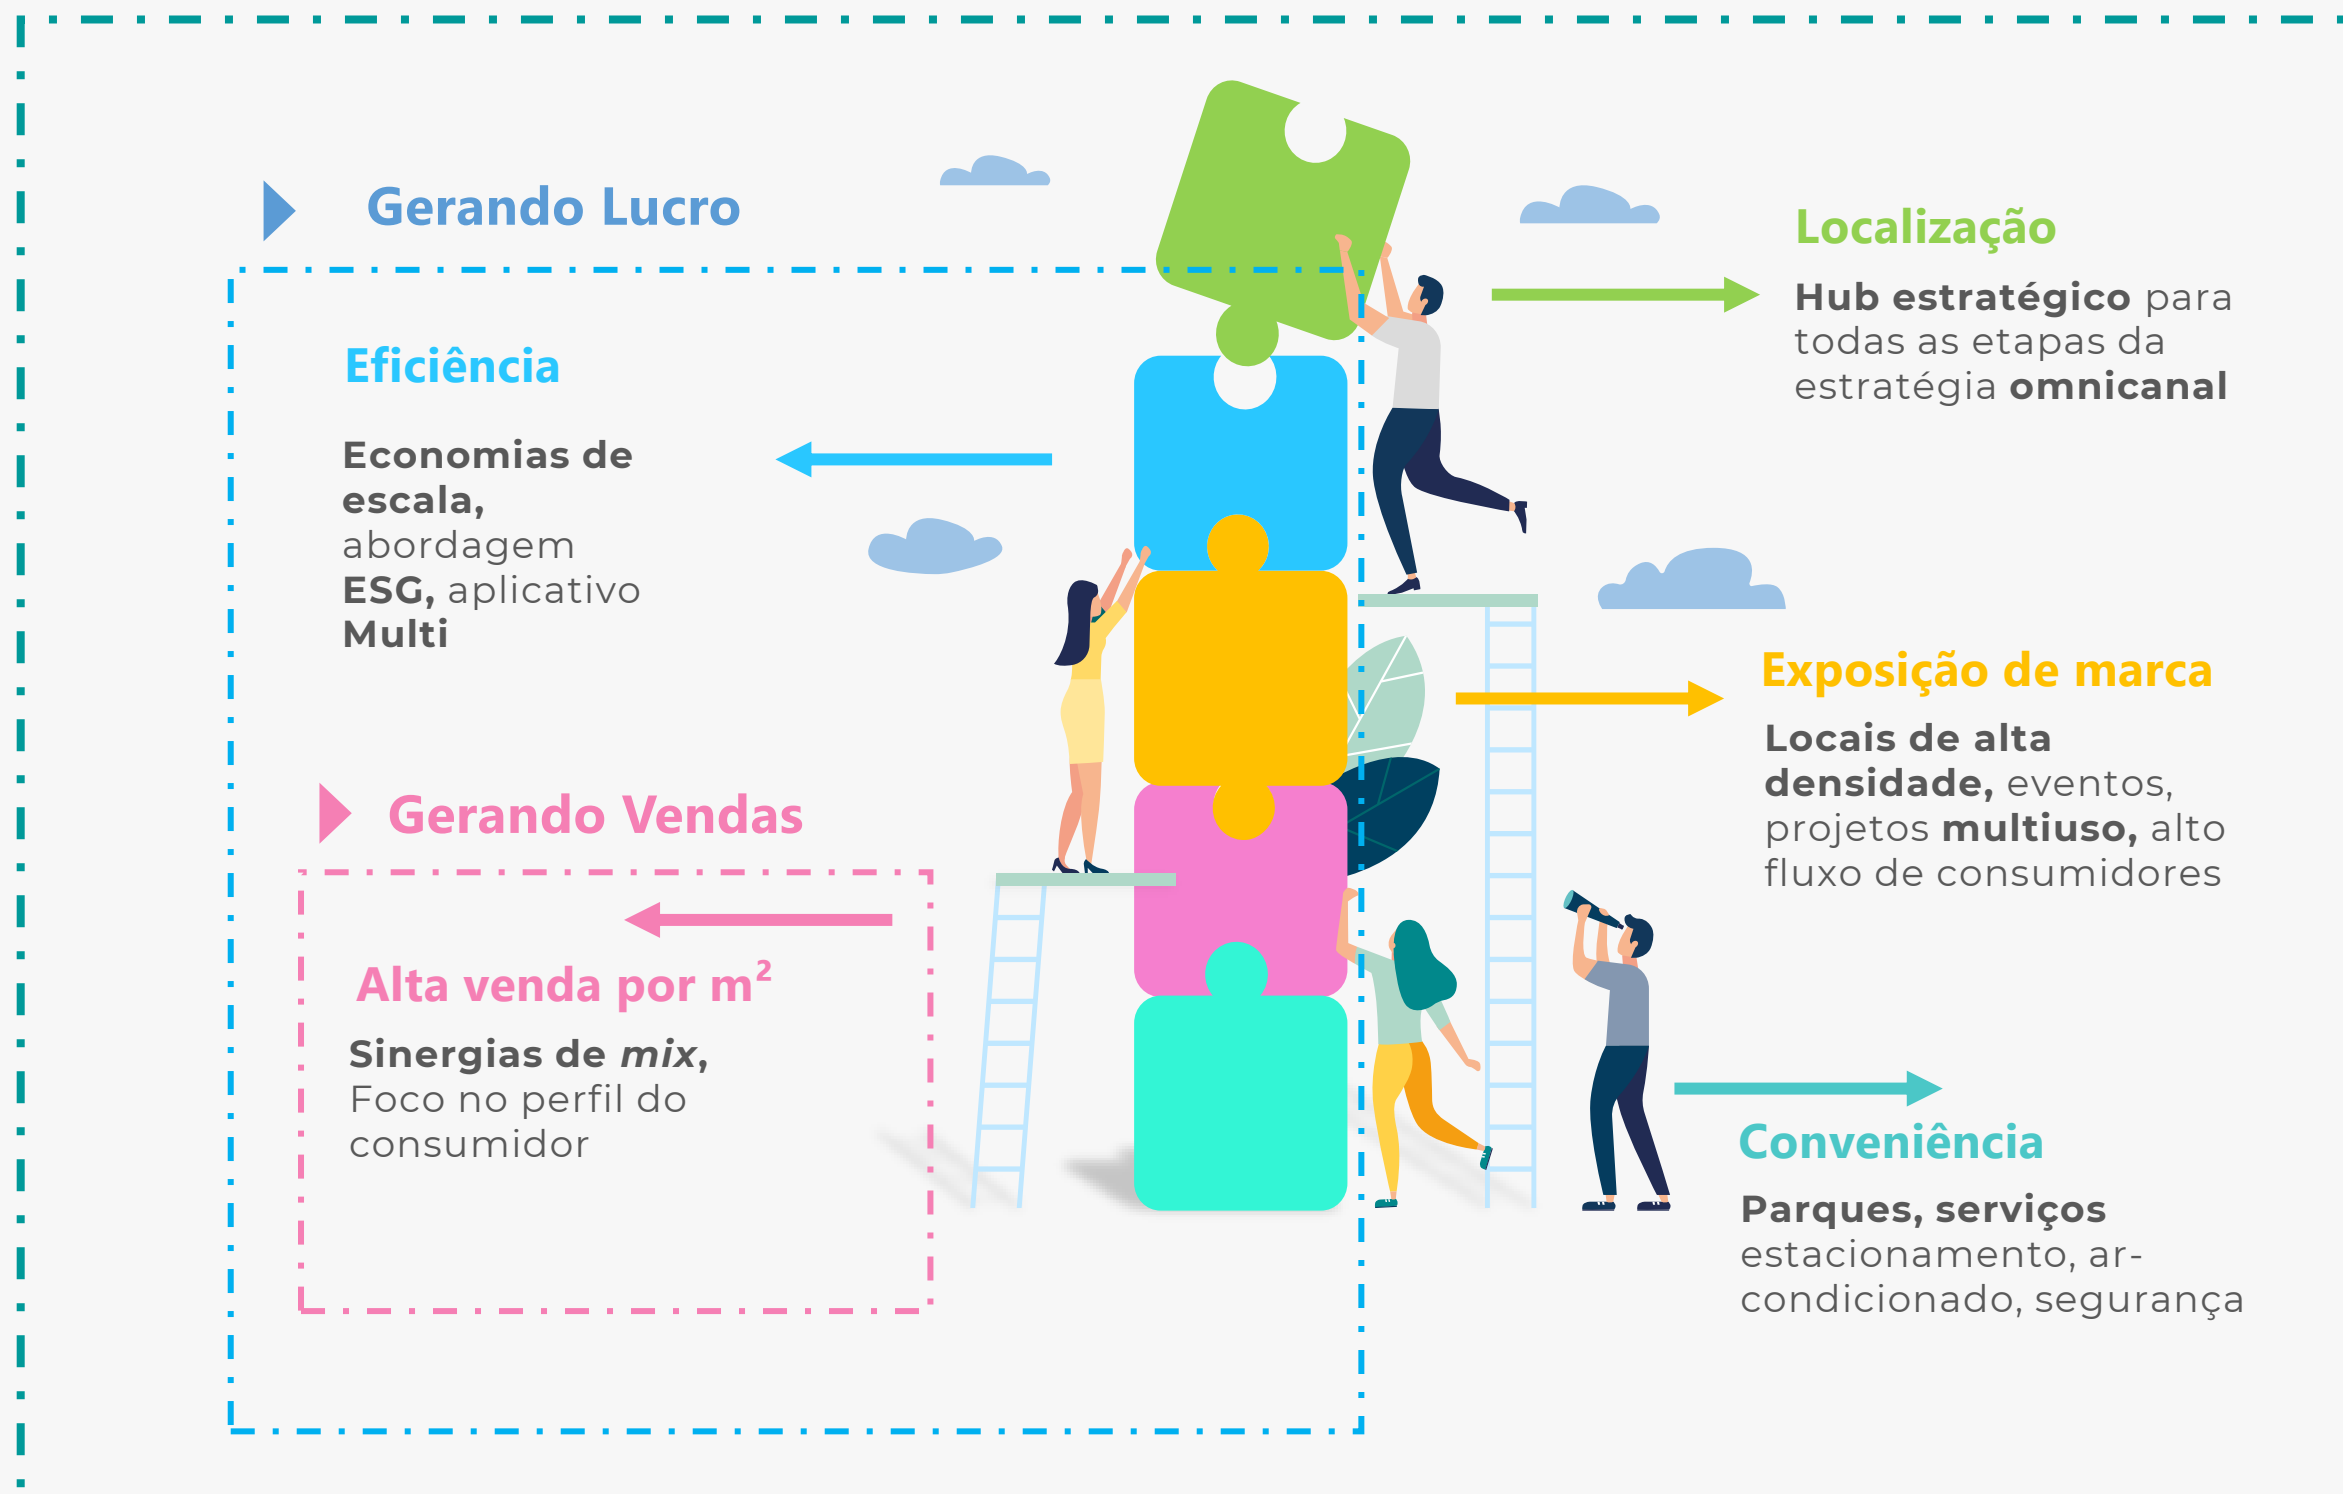 Gerando Lucro
Eficiência
Economias de
escala,
abordagem
ESG, aplicativo
Multi
Gerando Vendas
Alta venda por m²
Sinergias de mix,
Foco no perfil do
consumidor
Localização
Hub estratégico para
todas as etapas da
estratégia omnicanal
Exposição de marca
Locais de alta
densidade, eventos,
projetos multiuso, alto
fluxo de consumidores
Conveniência
Parques, serviços
estacionamento, ar-
condicionado, segurança